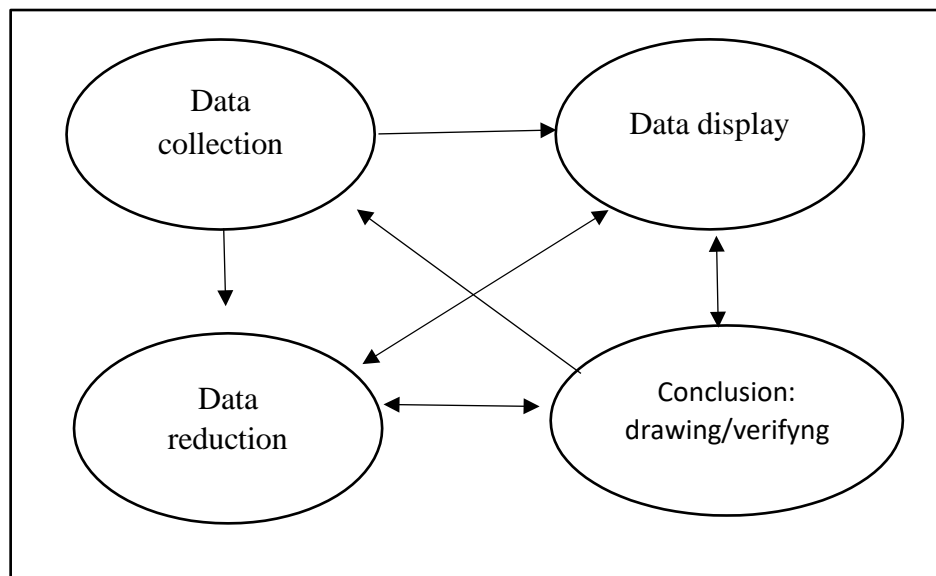 Data
collection
Data display
Data
reduction
Conclusion:
drawing/verifyng